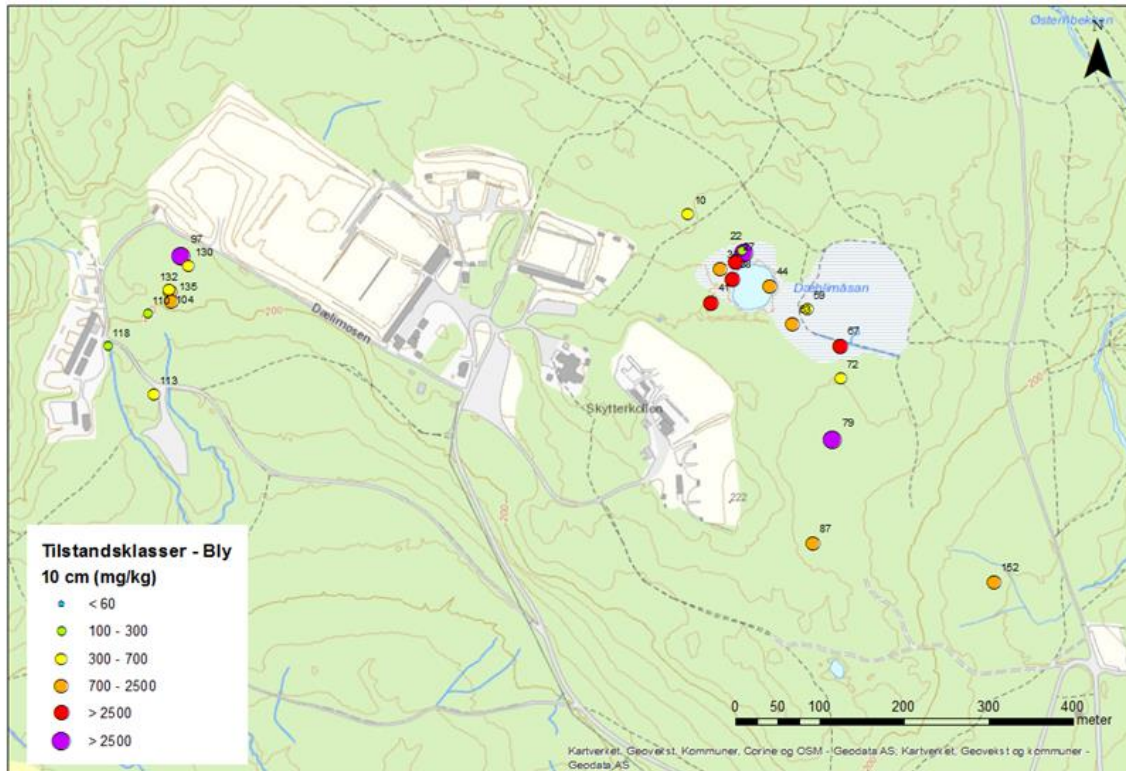 Østernbekken
N
10
22
44
41
Dæhlimåsan
59
67
72
79
87
152
97
130
132
135
110
104
118
113
200
Dælimosen
Skytterkollen
222
200
200
Tilstandsklasser - Bly
10 cm (mg/kg)
< 60
100 - 300
300 - 700
700 - 2500
> 2500
> 2500
0 50 100 200 300 400
meter
Kartverket, Geovekst, Kommuner, Corine og OSM - Geodata AS, Kartverket, Geovekst og kommuner -
Geodata AS